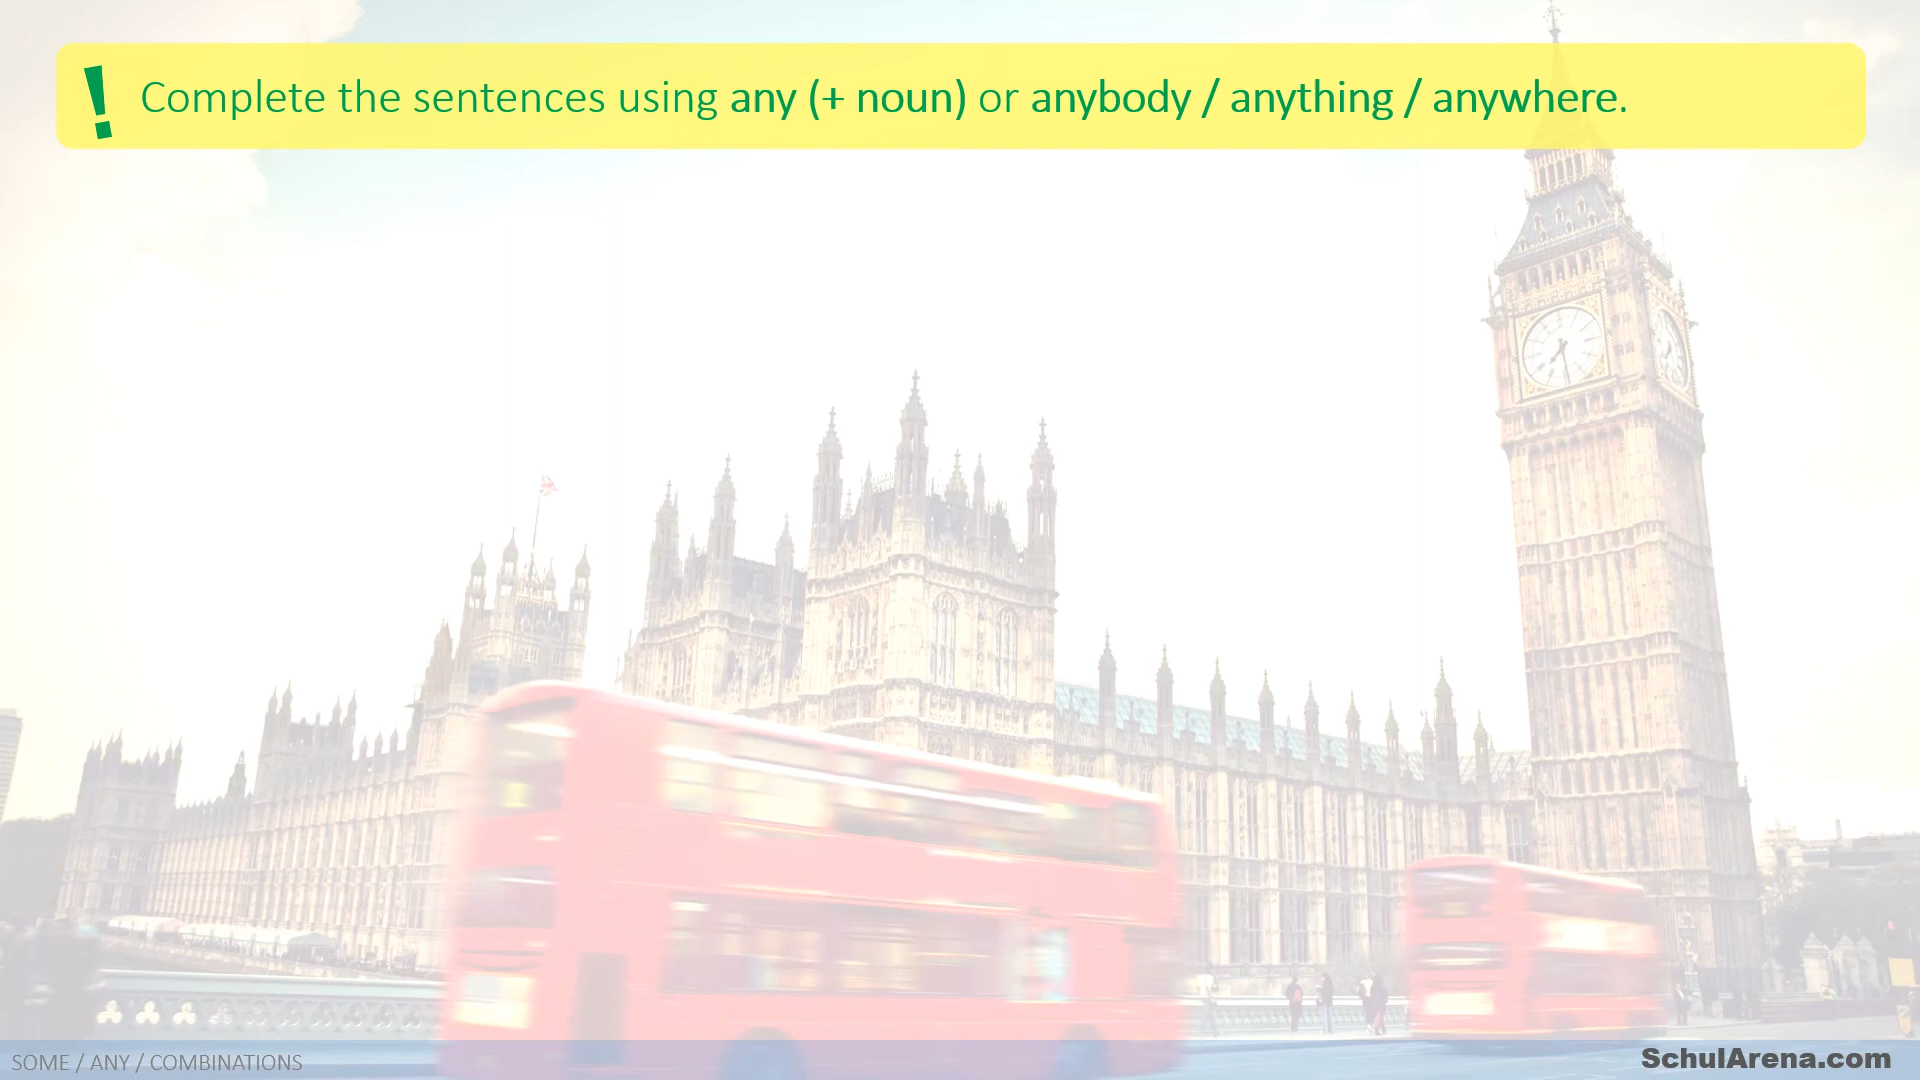 ! Complete the sentences using any (+ noun) or anybody / anything / anywhere.
SOME / ANY / COMBINATIONS
SchulArena.com